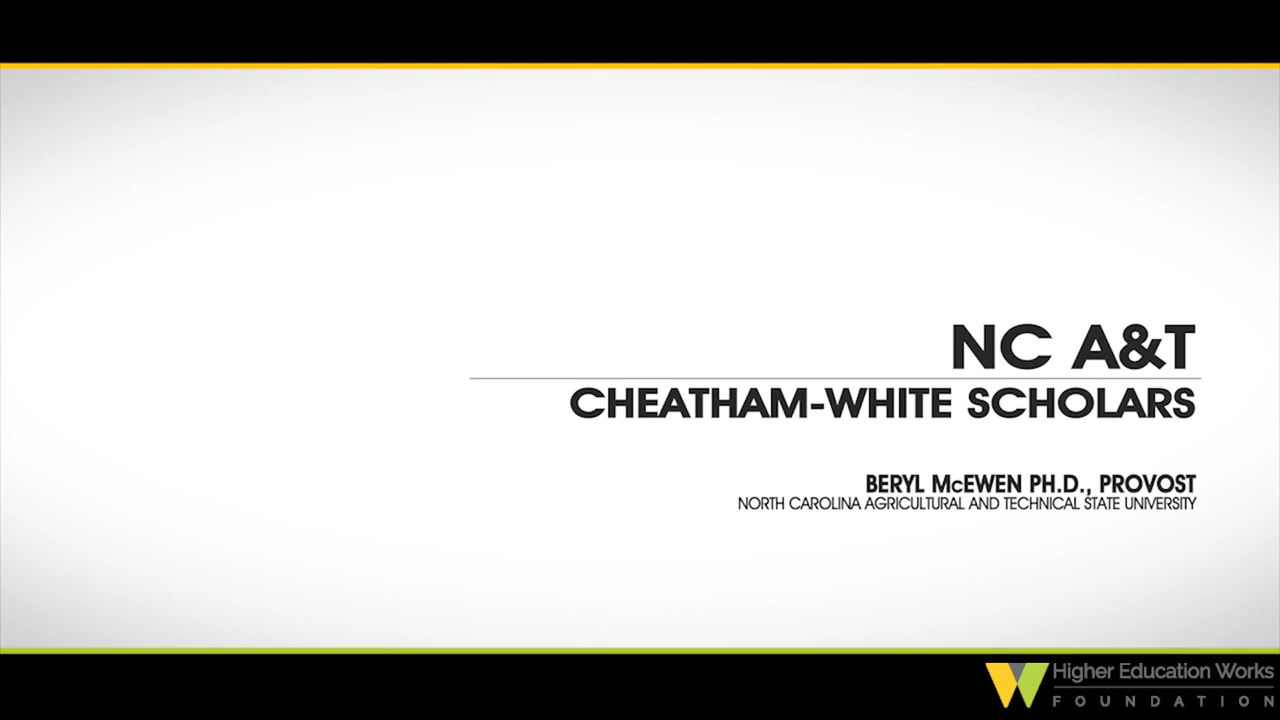 NC A&T
CHEATHAM-WHITE SCHOLARS
BERYL McEWEN PH.D., PROVOST
NORTH CAROLINA AGRICULTURAL AND TECHNICAL STATE UNIVERSITY
Higher Education Works
FOUNDATION